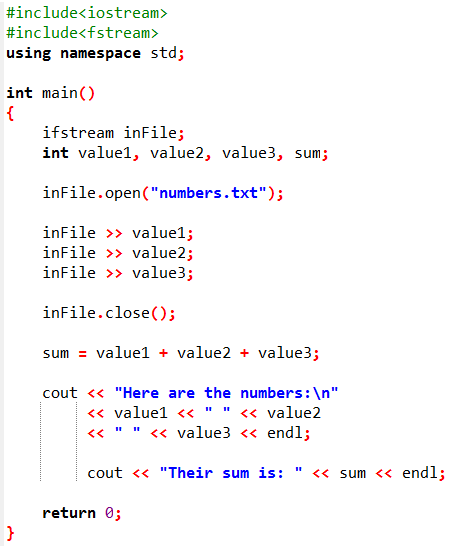 #include<iostream>
#include<fstream>
using namespace std;

int main()
{
    ifstream inFile;
    int value1, value2, value3, sum;

    inFile.open("numbers.txt");

    inFile >> value1;
    inFile >> value2;
    inFile >> value3;

    inFile.close();

    sum = value1 + value2 + value3;

    cout << "Here are the numbers:\n"
         << value1 << " " << value2
         << " " << value3 << endl;

         cout << "Their sum is: " << sum << endl;

    return 0;
}